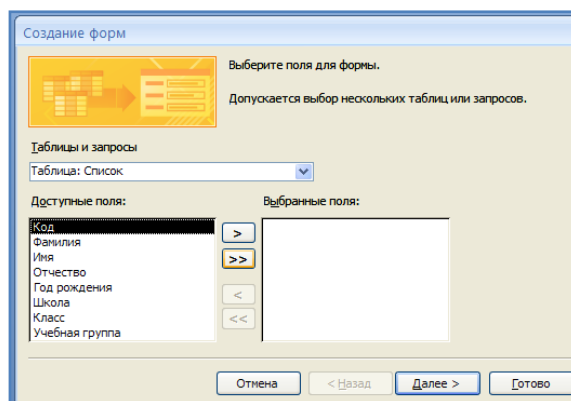 Создание форм
Выберите поля для формы.
Допускается выбор нескольких таблиц или запросов.
Таблицы и запросы
Таблица: Список
Доступные поля:
Выбранные поля:
Код
Фамилия
Имя
Отчество
Год рождения
Школа
Класс
Учебная группа
>
>>
<
<<
Отмена
< Назад
Далее >
Готово